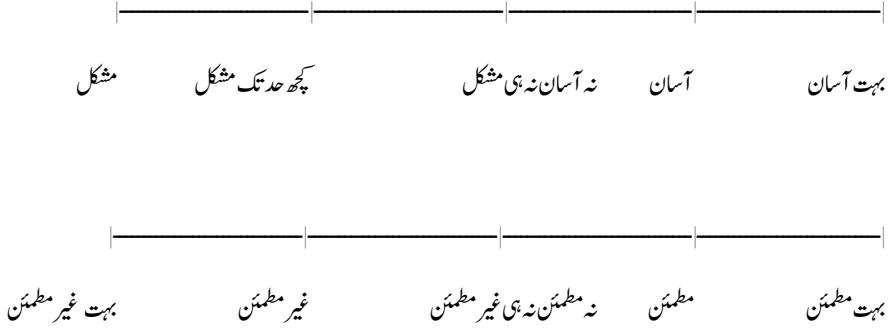 بہت آسان آسان نہ آسان نہ ہی مشکل کچھ حد تک مشکل مشکل
بہت مطمئن مطمئن نہ مطمئن نہ ہی غیر مطمئن غیر مطمئن بہت غیر مطمئن